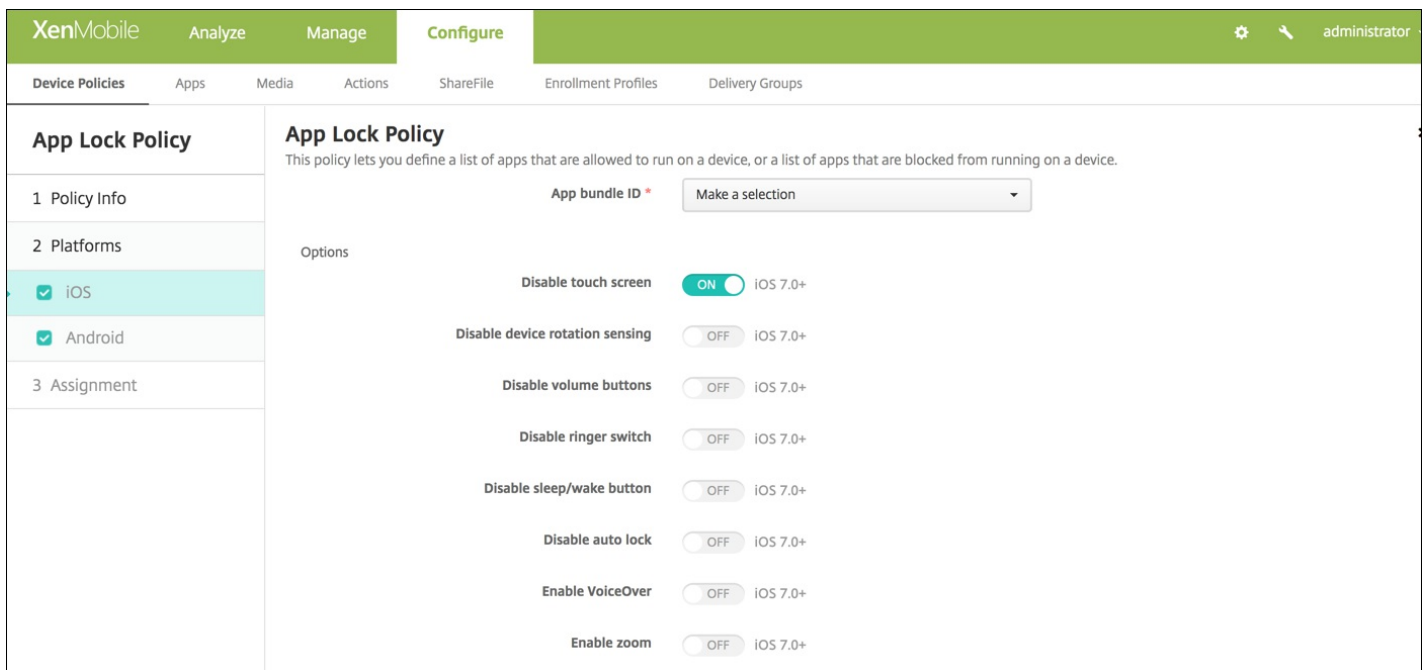 XenMobile Analyze Manage Configure administrator
Device Policies Apps Media Actions ShareFile Enrollment Profiles Delivery Groups
App Lock Policy
1 Policy Info
2 Platforms
iOS
Android
3 Assignment
App Lock Policy
This policy lets you define a list of apps that are allowed to run on a device, or a list of apps that are blocked from running on a device.
App bundle ID * Make a selection
Options
Disable touch screen ON iOS 7.0+
Disable device rotation sensing OFF iOS 7.0+
Disable volume buttons OFF iOS 7.0+
Disable ringer switch OFF iOS 7.0+
Disable sleep/wake button OFF iOS 7.0+
Disable auto lock OFF iOS 7.0+
Enable VoiceOver OFF iOS 7.0+
Enable zoom OFF iOS 7.0+